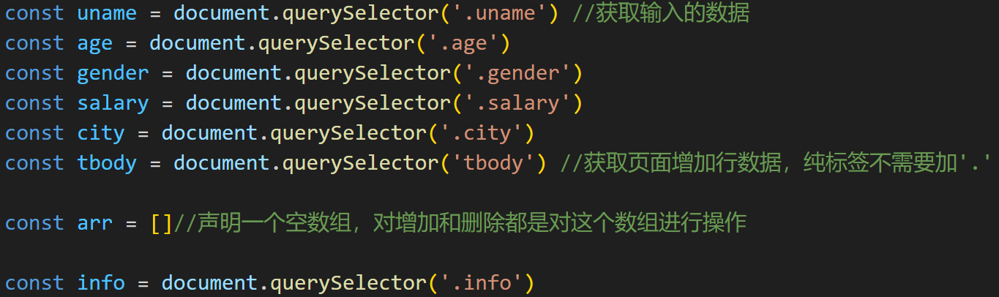 const uname = document.querySelector('.uname') //获取输入的数据
const age = document.querySelector('.age')
const gender = document.querySelector('.gender')
const salary = document.querySelector('.salary')
const city = document.querySelector('.city')
const tbody = document.querySelector('tbody') //获取页面增加行数据，纯标签不需要加'.'
const arr = []//声明一个空数组，对增加和删除都是对这个数组进行操作
const info = document.querySelector('.info')